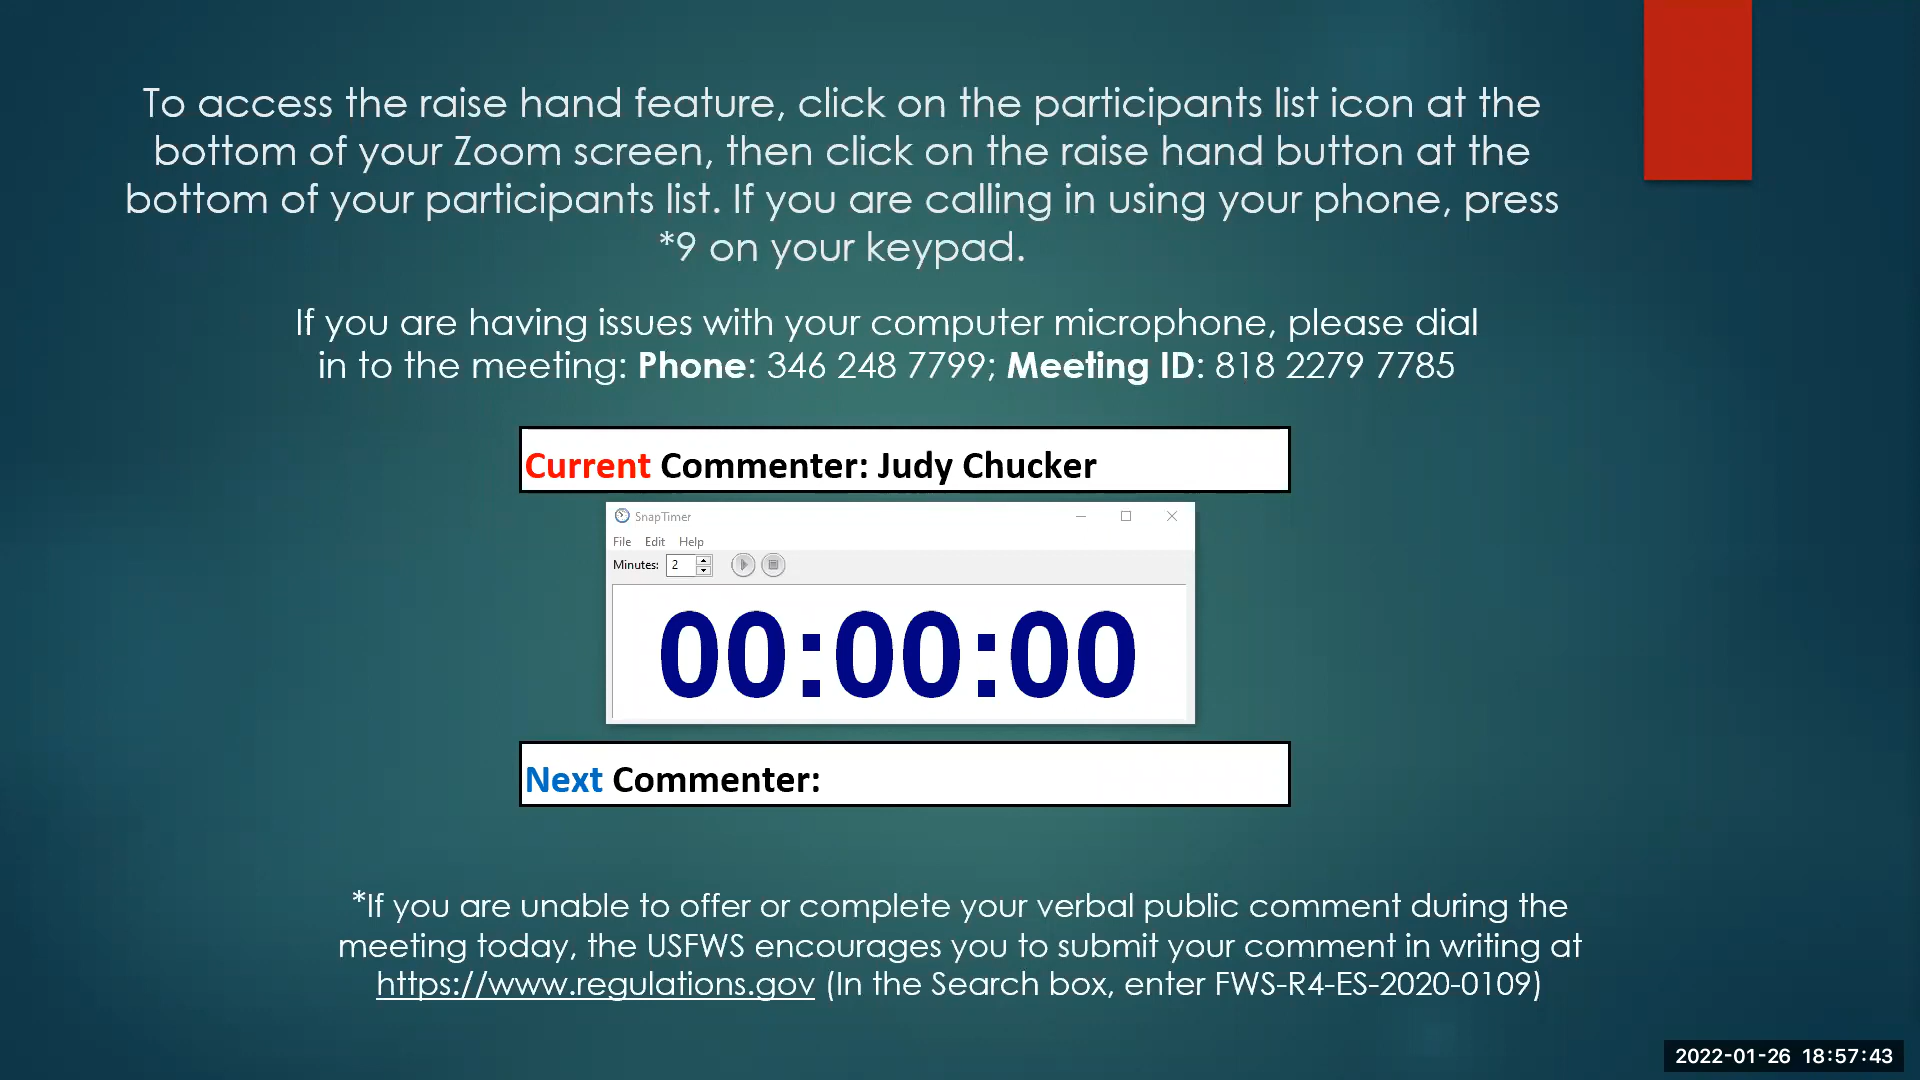 To access the raise hand feature, click on the participants list icon at the
bottom of your Zoom screen, then click on the raise hand button at the
bottom of your participants list. If you are calling in using your phone, press
*9 on your keypad.
If you are having issues with your computer microphone, please dial
in to the meeting: Phone: 346 248 7799; Meeting ID: 818 2279 7785
Current Commenter: Judy Chucker
SnapTimer
File Edit Help
Minutes: 2
00:00:00
Next Commenter:
*If you are unable to offer or complete your verbal public comment during the
meeting today, the USFWS encourages you to submit your comment in writing at
https://www.regulations.gov (In the Search box, enter FWS-R4-ES-2020-0109)
2022-01-26 18:57:43